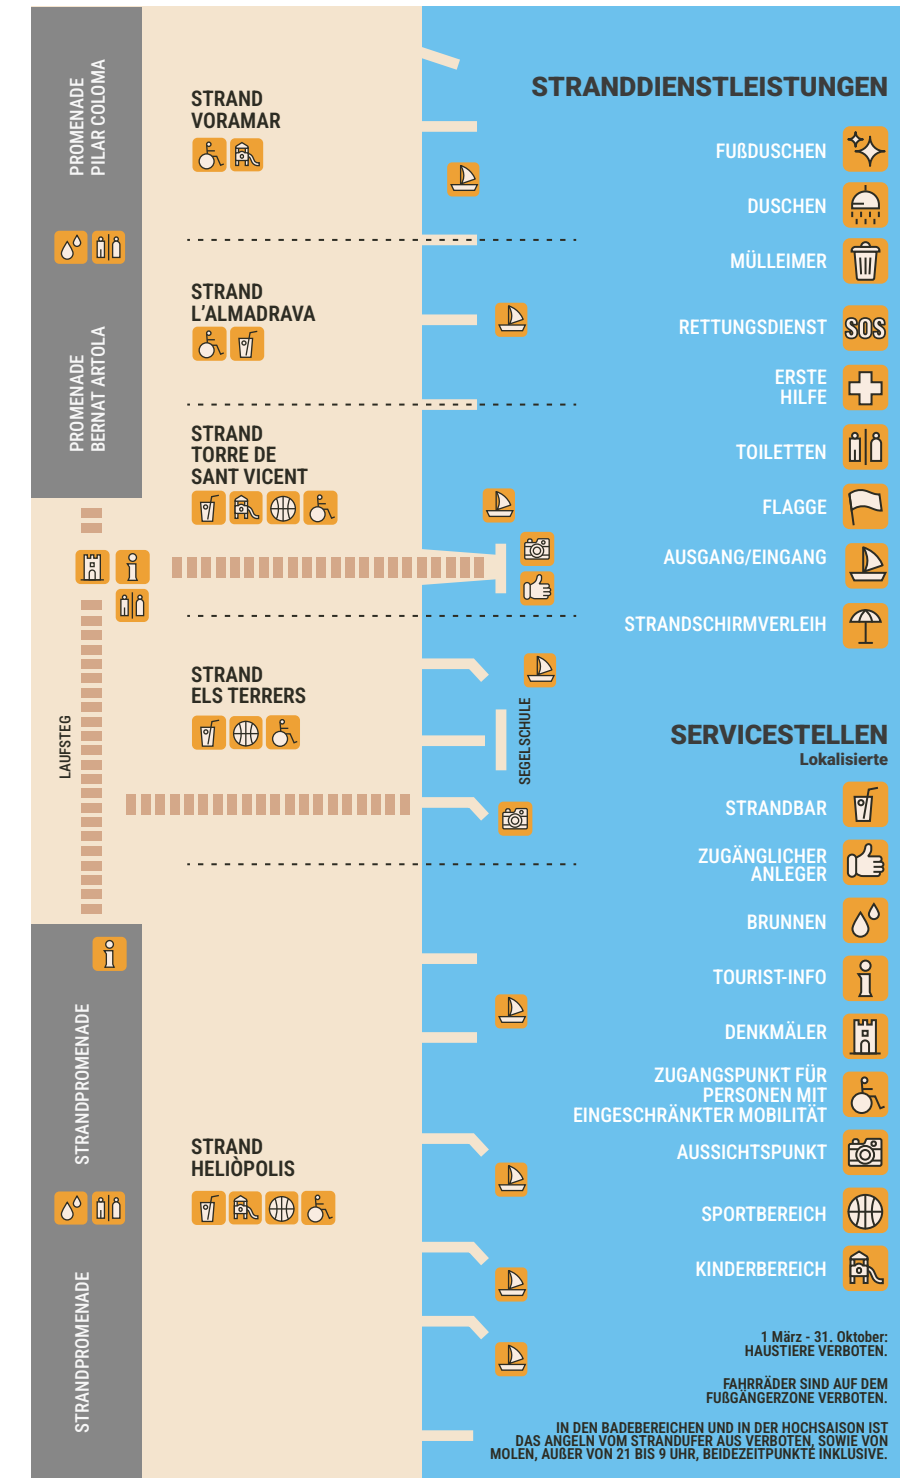 PROMENADE
PILAR COLOMA
PROMENADE
BERNAT ARTOLA
LAUFSTEG
STRANDPROMENADE
STRANDPROMENADE
STRAND
VORAMAR
STRAND
L'ALMADRAVA
STRAND
TORRE DE
SANT VICENT
STRAND
ELS TERRERS
SEGELSCHULE
STRAND
HELIÒPOLIS
STRANDDIENSTLEISTUNGEN
FUßDUSCHEN
DUSCHEN
MÜLLEIMER
RETTUNGSDIENST
SOS
ERSTE
HILFE
TOILETTEN
FLAGGE
AUSGANG/EINGANG
STRANDSCHIRMVERLEIH
SERVICESTELLEN
Lokalisierte
STRANDBAR
ZUGÄNGLICHER
ANLEGER
BRUNNEN
TOURIST-INFO
DENKMÄLER
ZUGANGSPUNKT FÜR
PERSONEN MIT
EINGESCHRÄNKTER MOBILITÄT
AUSSICHTSPUNKT
SPORTBEREICH
KINDERBEREICH
1 März - 31. Oktober:
HAUSTIERE VERBOTEN.
FAHRRÄDER SIND AUF DEM
FUßGÄNGERZONE VERBOTEN.
IN DEN BADEBEREICHEN UND IN DER HOCHSAISON IST
DAS ANGELN VOM STRANDUFER AUS VERBOTEN, SOWIE VON
MOLEN, AUßER VON 21 BIS 9 UHR, BEIDEZEITPUNKTE INKLUSIVE.